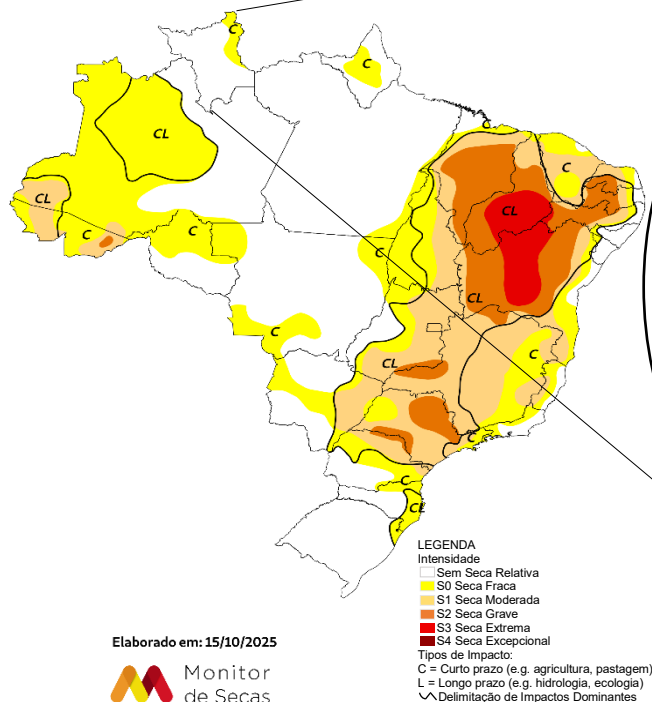 C
C
CL
C
CL
CL
C
C
C
CL
C
C
CL
C
C
CL
LEGENDA
Intensidade
Sem Seca Relativa
S0 Seca Fraca
S1 Seca Moderada
S2 Seca Grave
S3 Seca Extrema
S4 Seca Excepcional
Tipos de Impacto:
C = Curto prazo (e.g. agricultura, pastagem)
L = Longo prazo (e.g. hidrologia, ecologia)
Delimitação de Impactos Dominantes
Elaborado em: 15/10/2025
Monitor
de Secas